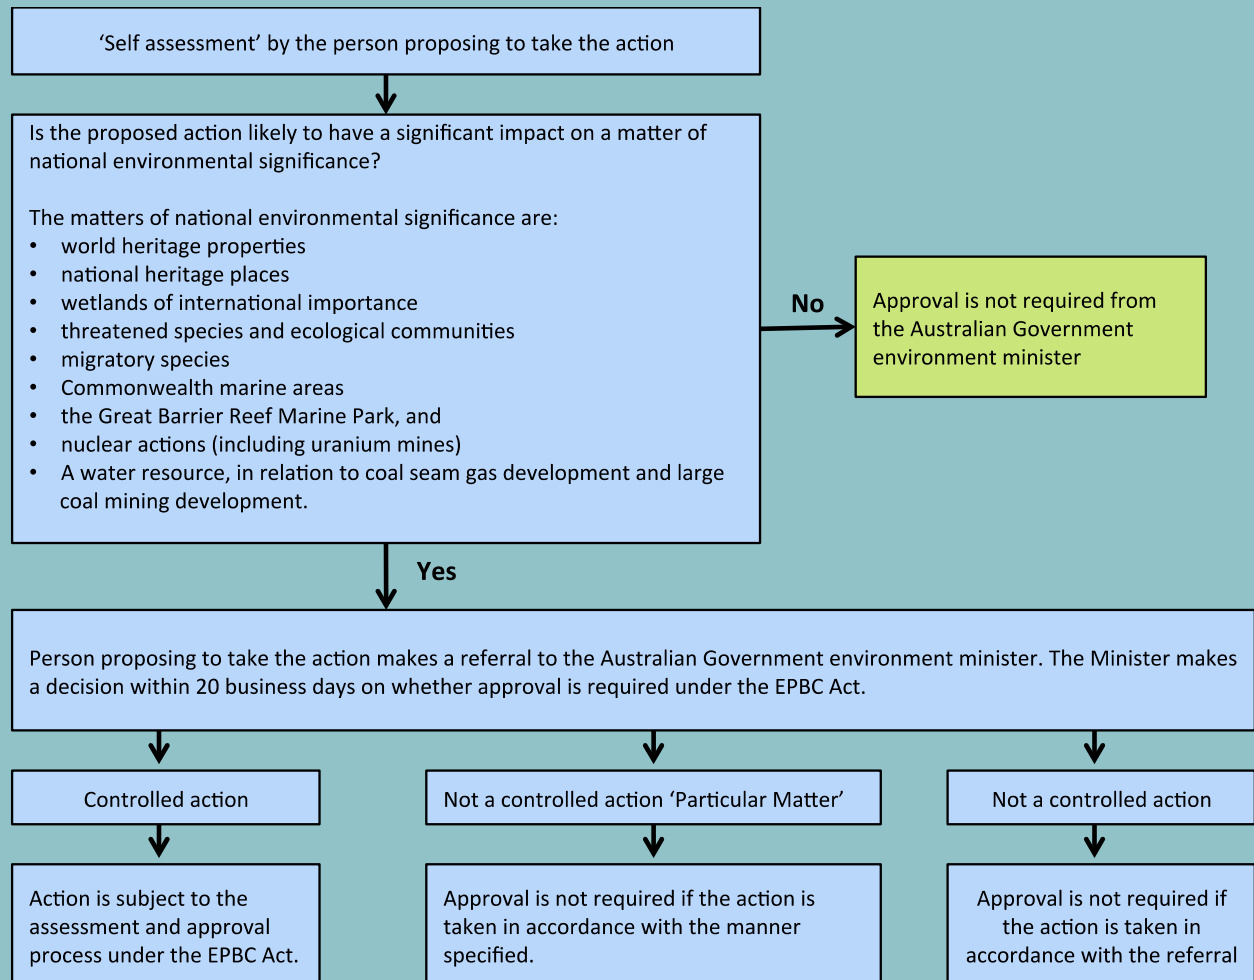 ‘Self assessment’ by the person proposing to take the action
Is the proposed action likely to have a significant impact on a matter of
national environmental significance?
The matters of national environmental significance are:
• world heritage properties
• national heritage places
• wetlands of international importance
• threatened species and ecological communities
• migratory species
• Commonwealth marine areas
• the Great Barrier Reef Marine Park, and
• nuclear actions (including uranium mines)
• A water resource, in relation to coal seam gas development and large
coal mining development.
No
Approval is not required from
the Australian Government
environment minister
Yes
Person proposing to take the action makes a referral to the Australian Government environment minister. The Minister makes
a decision within 20 business days on whether approval is required under the EPBC Act.
Controlled action
Not a controlled action ‘Particular Matter’
Not a controlled action
Action is subject to the
assessment and approval
process under the EPBC Act.
Approval is not required if the action is
taken in accordance with the manner
specified.
Approval is not required if
the action is taken in
accordance with the referral